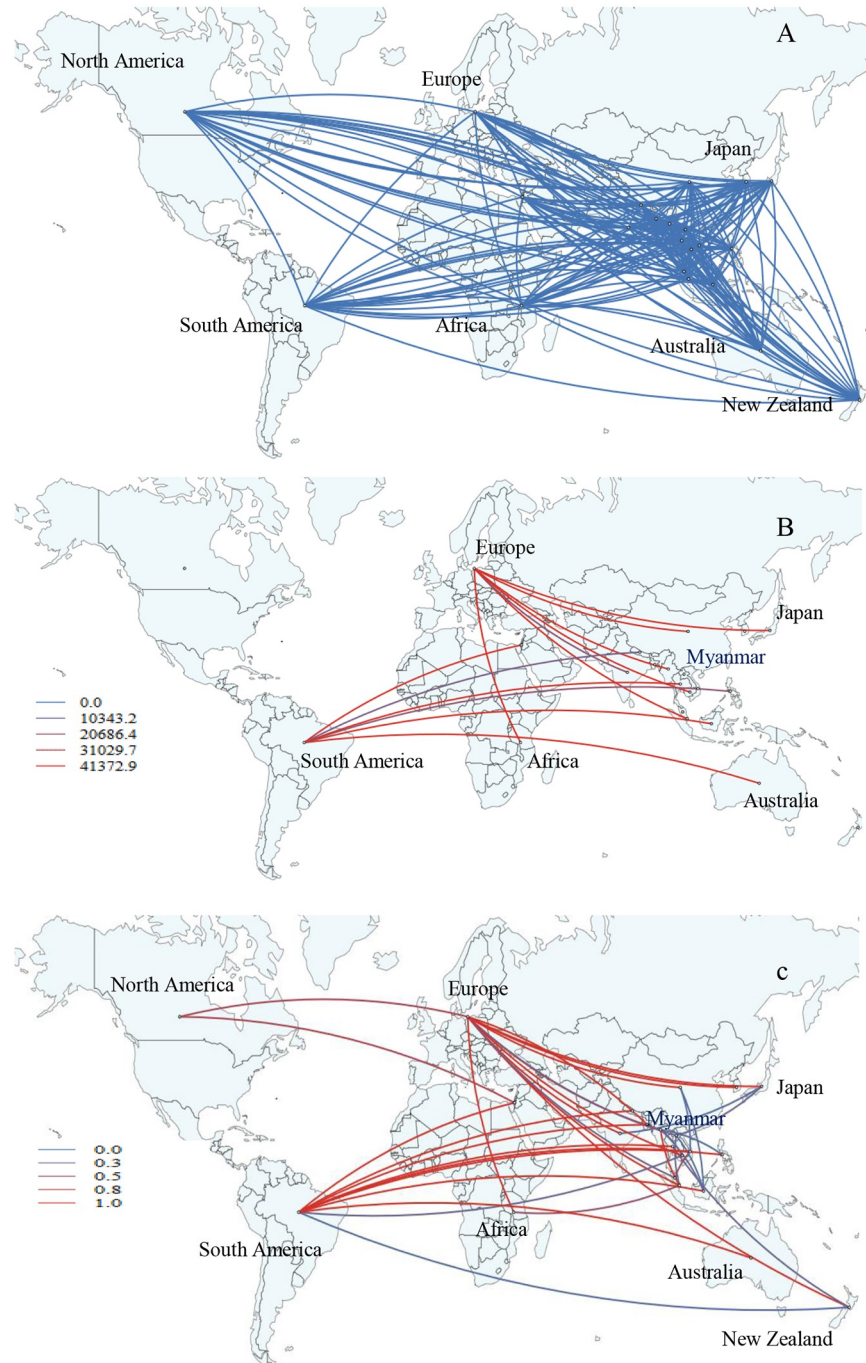 A
North America
Europe
Japan
South America
Africa
Australia
New Zealand
B
Europe
Japan
Myanmar
0.0
10343.2
20686.4
31029.7
41372.9
South America
Africa
Australia
c
North America
Europe
Japan
Myanmar
0.0
0.3
0.5
0.8
1.0
South America
Africa
Australia
New Zealand